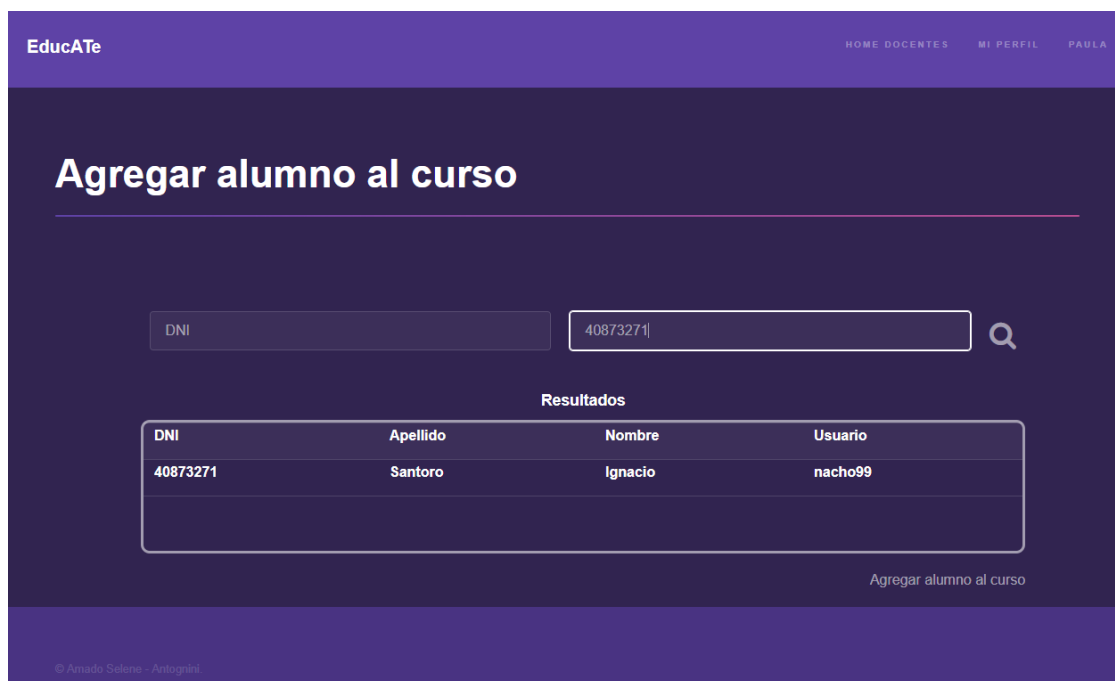 EducATe HOME DOCENTES MI PERFIL PAULA
Agregar alumno al curso
DNI 40873271
Resultados
DNI Apellido Nombre Usuario
40873271 Santoro Ignacio nacho99
Agregar alumno al curso
© Amado Selene - Antognini.